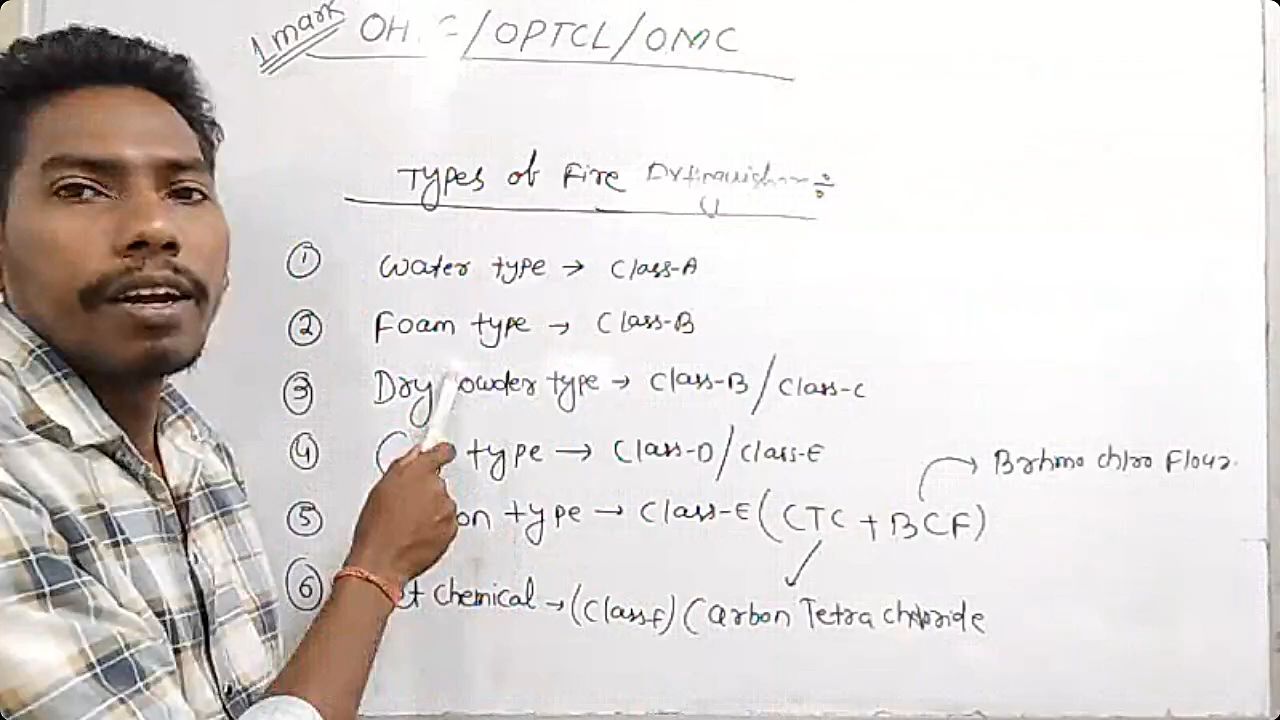 1 mark OH /OPTCL/OMC
Types of Fire
① Water type → Class-A
② Foam type → Class-B
③ Dry owder type → Class-B / Class-C
④ type → Class-D / Class-E
→ Brhmo chloo Flour.
⑤ on type → Class-E (CTC + BCF)
⑥ t chemical → (Class f) Carbon Tetra chloride